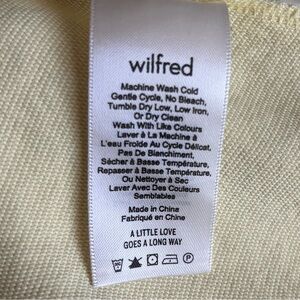 wilfred
Machine Wash Cold
Gentle Cycle, No Bleach,
Tumble Dry Low, Low Iron,
Or Dry Clean
Wash With Like Colours
Laver à La Machine à
L'eau Froide Au Cycle Délicat,
Pas De Blanchiment,
Sécher à Basse Température,
Repasser à Basse Température,
Ou Nettoyer à Sec
Laver Avec Des Couleurs
Semblables
Made in China
Fabriqué en Chine
A LITTLE LOVE
GOES A LONG WAY